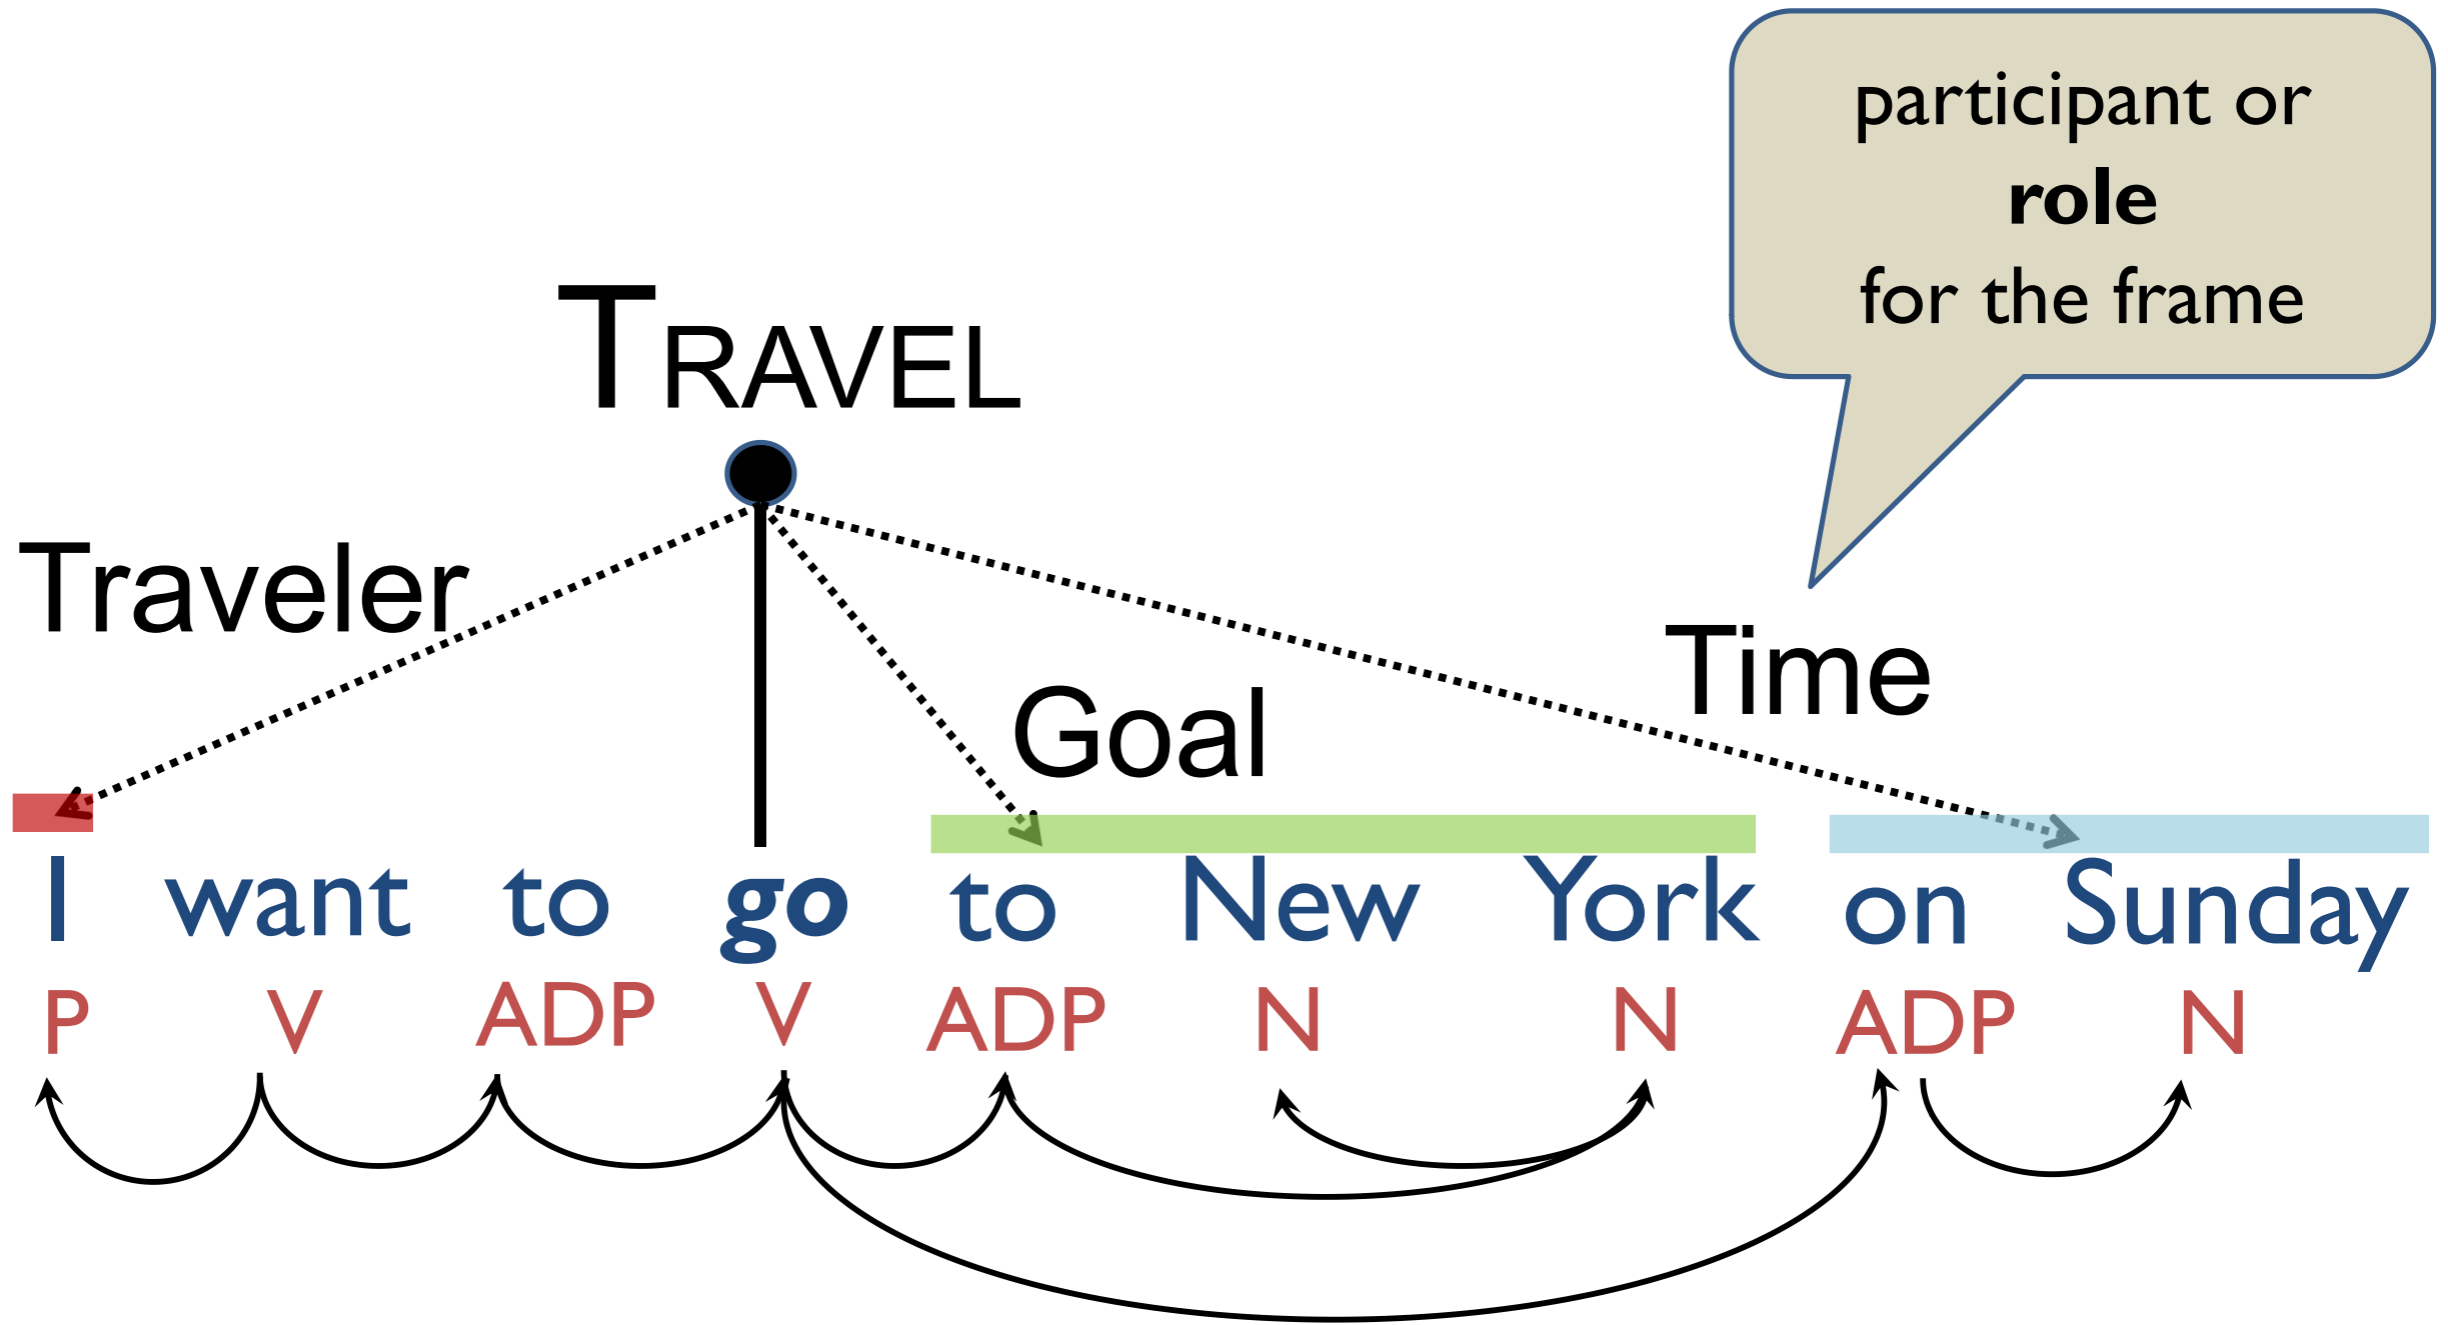 participant or
role
for the frame
TRAVEL
Traveler
Time
Goal
I want to go to New York on Sunday
P V ADP V ADP N N ADP N